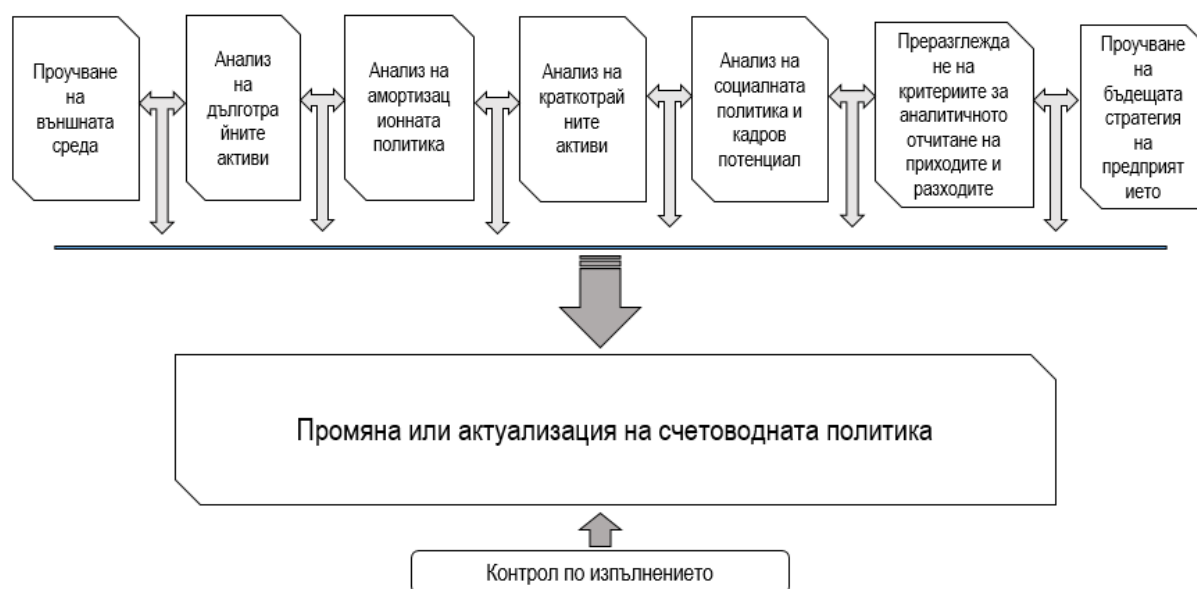 Проучване
на
външната
среда
Анализ
на
дълготра
йните
активи
Анализ на
амортизац
ионната
политика
Анализ на
краткотрай
ните
активи
Анализ на
социалната
политика и
кадров
потенциал
Преразглежда
не на
критериите за
аналитичното
отчитане на
приходите и
разходите
Проучване
на
бъдещата
стратегия
на
предприят
ието
Промяна или актуализация на счетоводната политика
Контрол по изпълнението